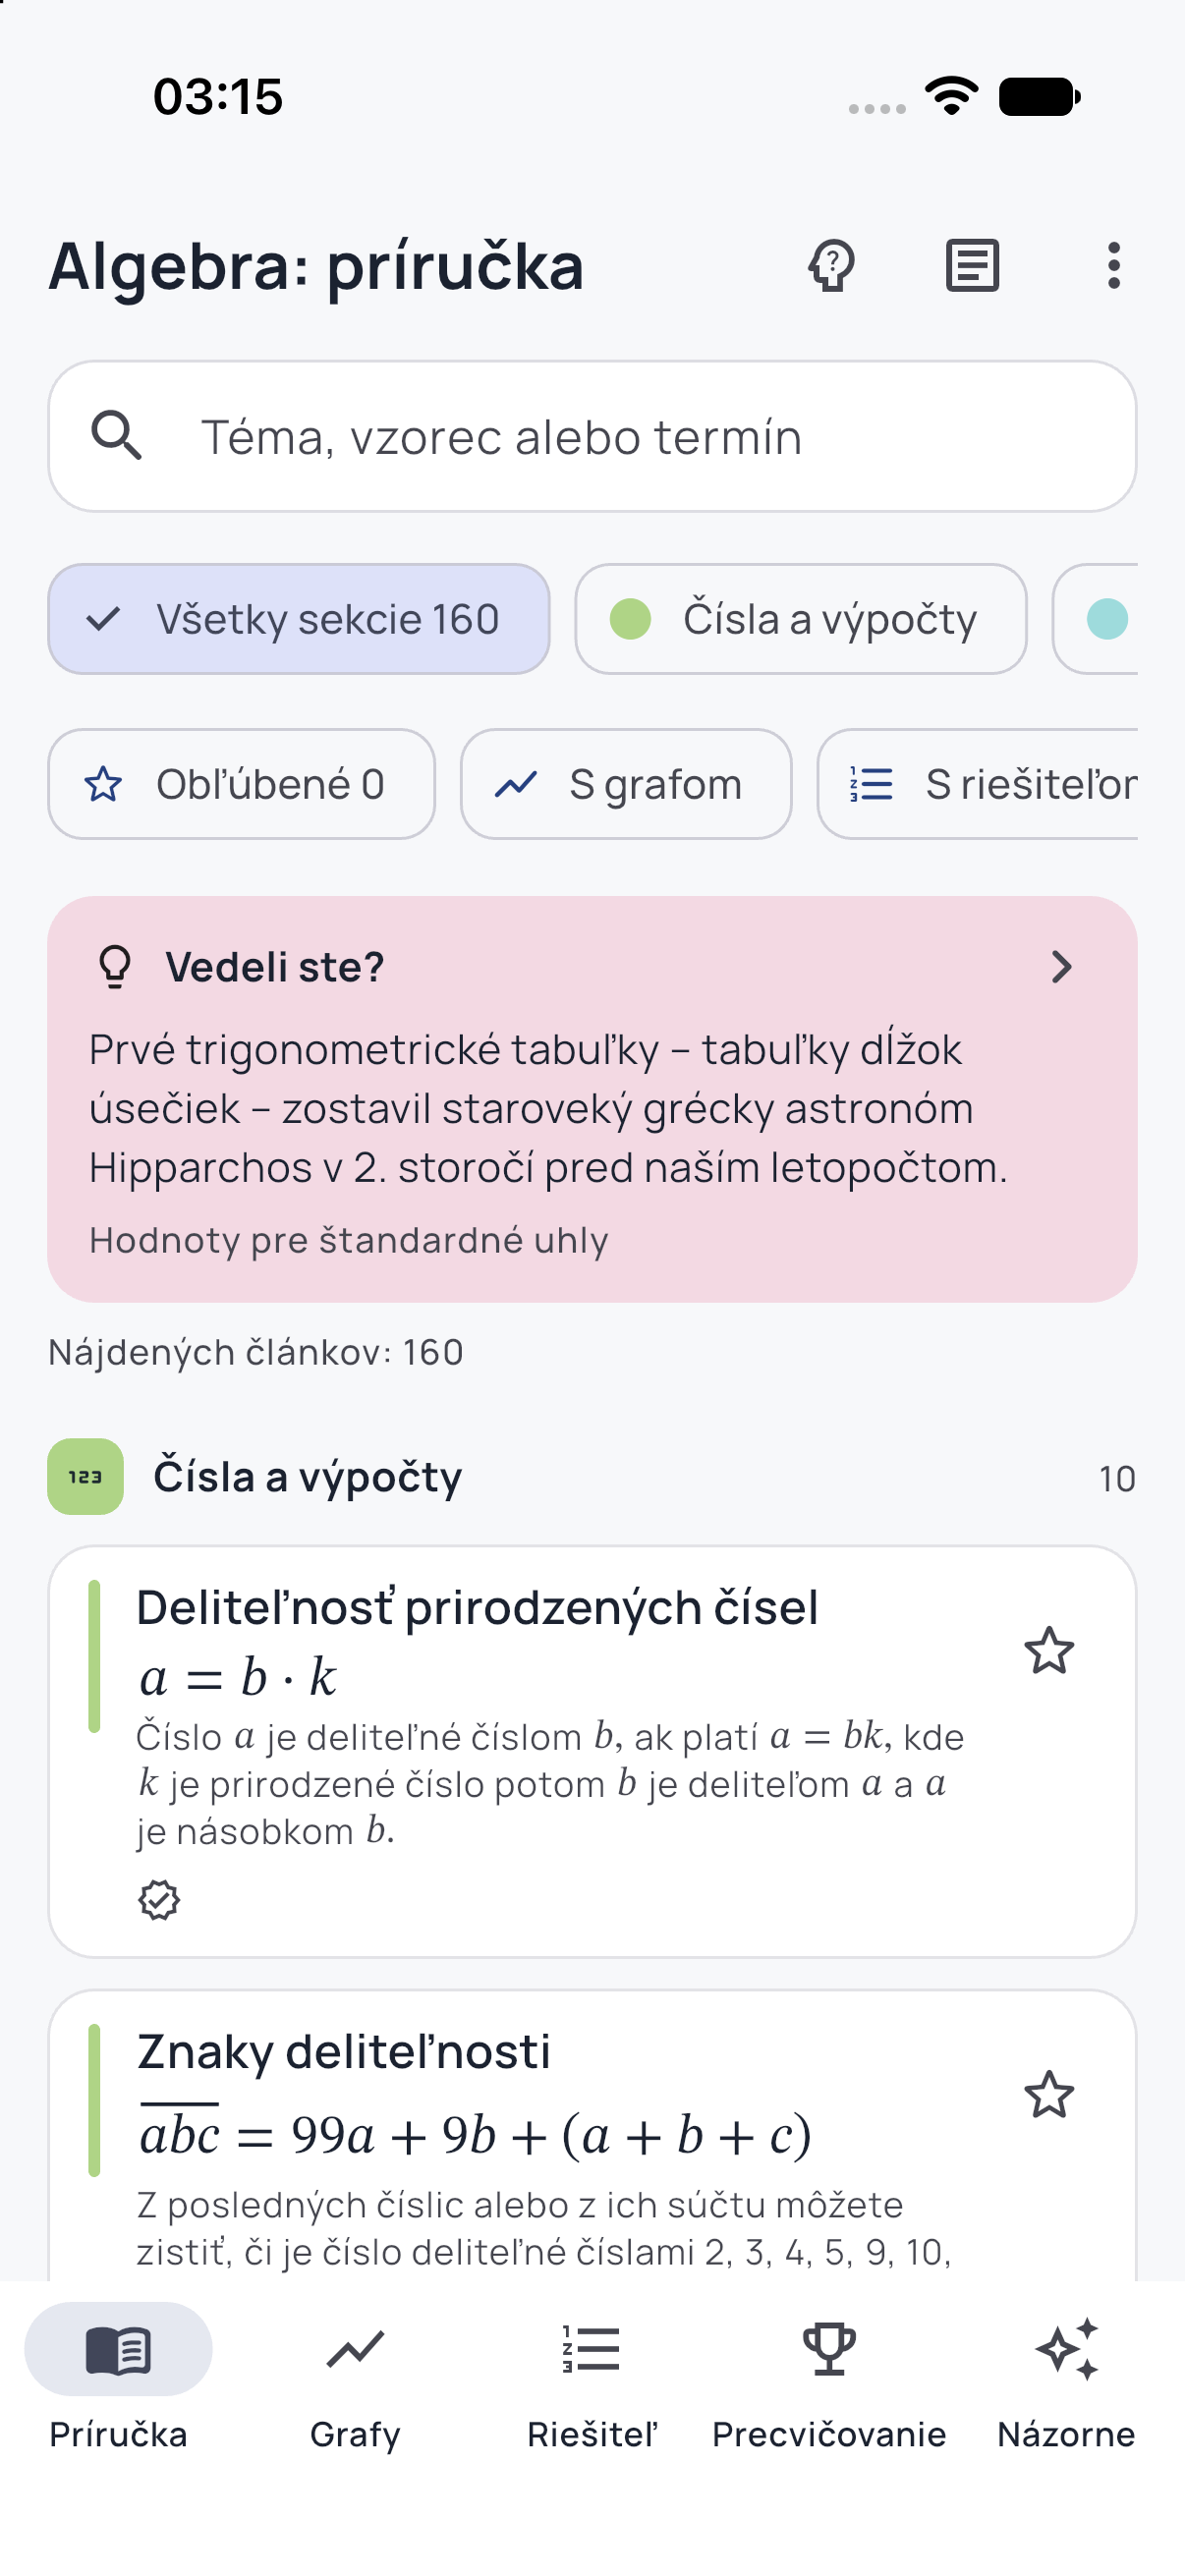 03:15
Algebra: príručka
Téma, vzorec alebo termín
Všetky sekcie 160
Čísla a výpočty
Obľúbené 0
S grafom
S riešiteľom
Vedeli ste?
Prvé trigonometrické tabuľky – tabuľky dĺžok
úsečiek – zostavil staroveký grécky astronóm
Hipparchos v 2. storočí pred naším letopočtom.
Hodnoty pre štandardné uhly
Nájdených článkov: 160
123 Čísla a výpočty 10
Deliteľnosť prirodzených čísel
a = b · k
Číslo a je deliteľné číslom b, ak platí a = bk, kde
k je prirodzené číslo potom b je deliteľom a a a
je násobkom b.
Znaky deliteľnosti
a̅b̅c̅ = 99a + 9b + (a + b + c)
Z posledných číslic alebo z ich súčtu môžete
zistiť, či je číslo deliteľné číslami 2, 3, 4, 5, 9, 10,
Príručka
Grafy
Riešiteľ
Precvičovanie
Názorne